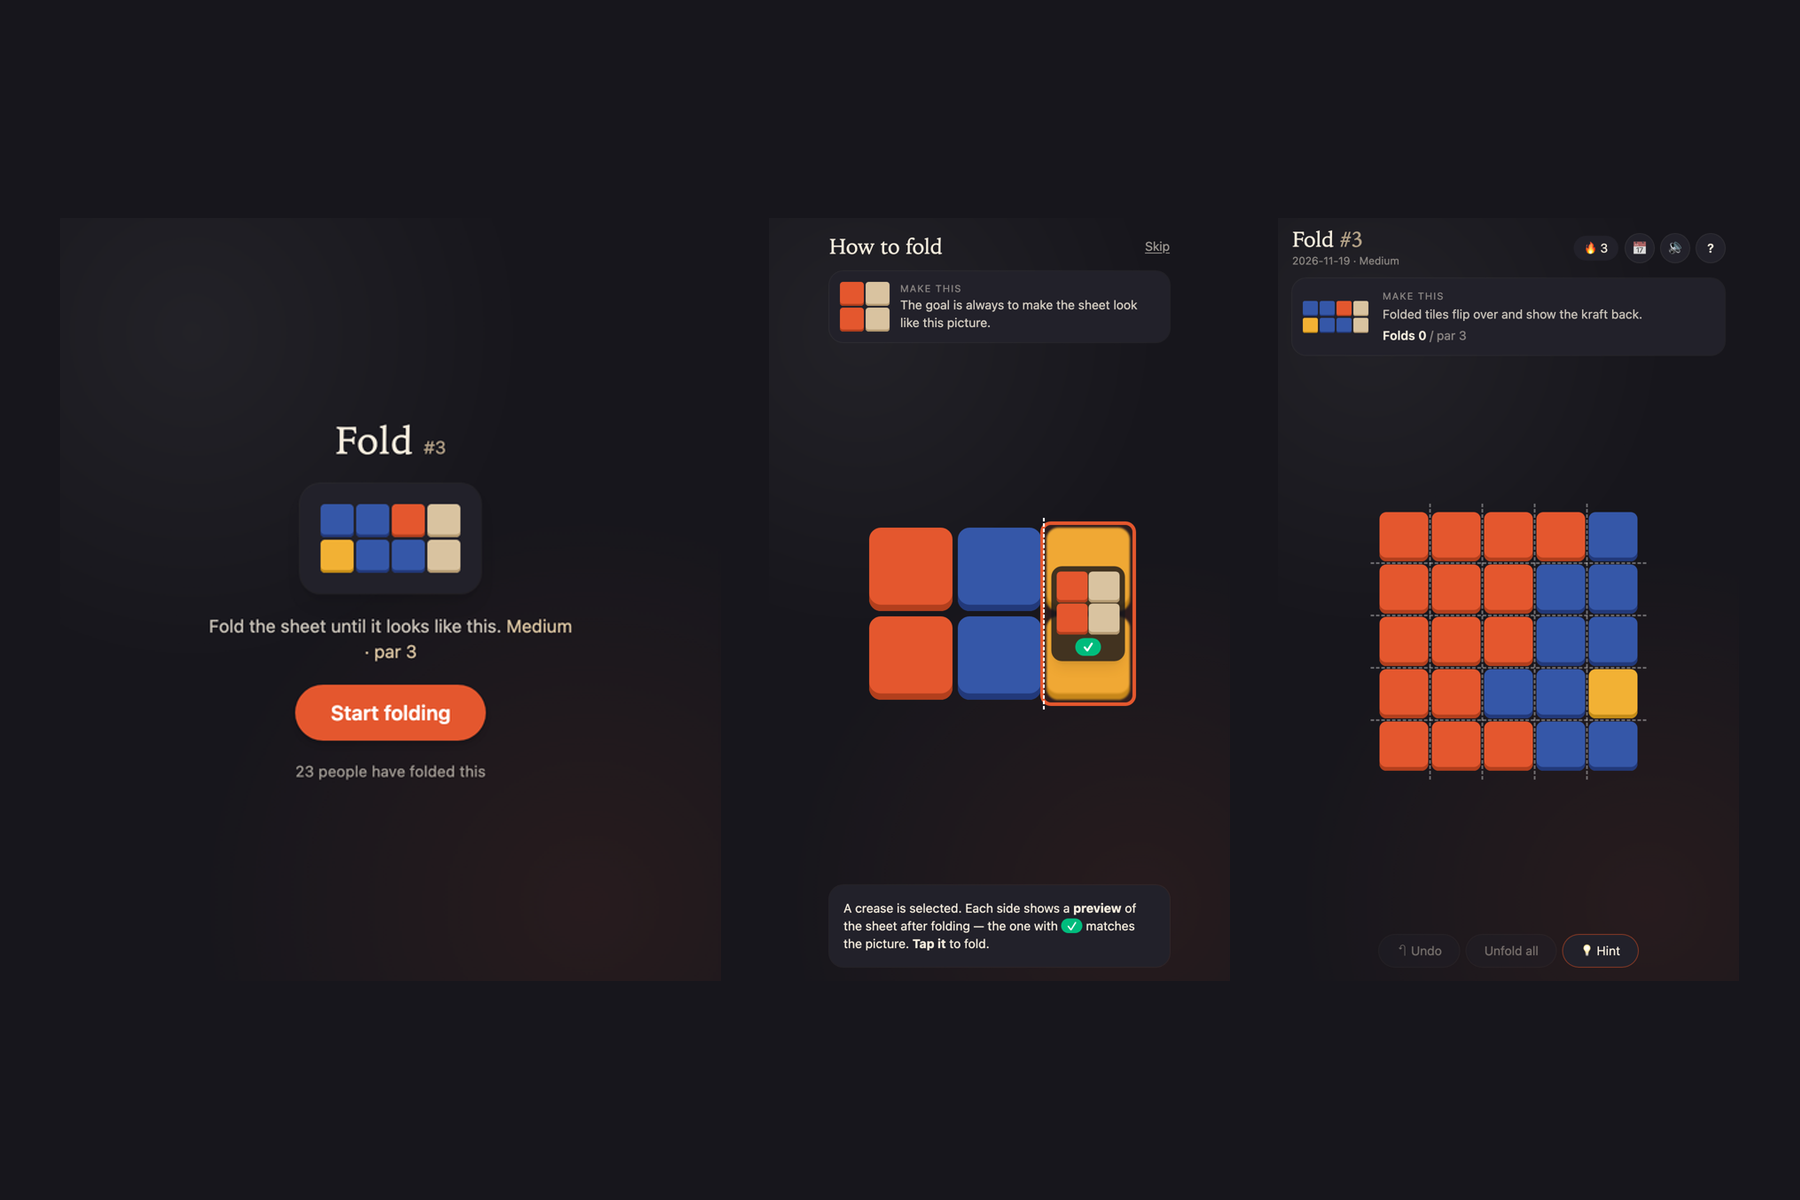 Fold #3
Fold the sheet until it looks like this. Medium
· par 3
Start folding
23 people have folded this
How to fold
Skip
MAKE THIS
The goal is always to make the sheet look
like this picture.
A crease is selected. Each side shows a preview of
the sheet after folding — the one with ✓ matches
the picture. Tap it to fold.
Fold #3
2026-11-19 · Medium
🔥 3
17
?
MAKE THIS
Folded tiles flip over and show the kraft back.
Folds 0 / par 3
Undo
Unfold all
Hint